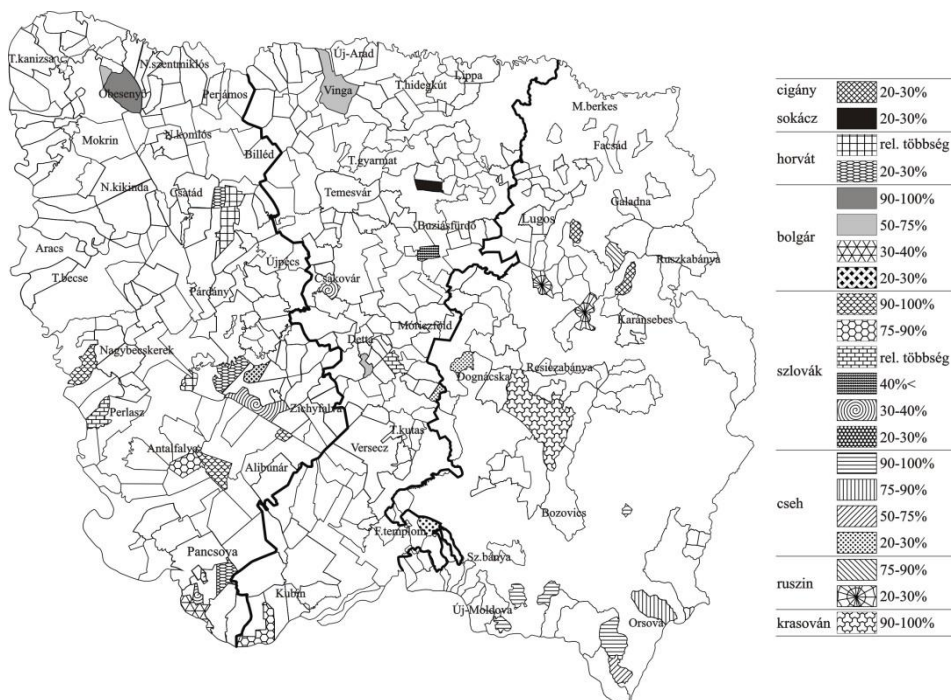 T.kanizsa
N.szentmiklós
Óbesenyő
Perjámos
Új-Arad
Vinga
T.hidegkút
Lippa
M.berkes
Mokrin
N.komlós
Billéd
Facsád
T.gyarmat
N.kikinda
Csatád
Temesvár
Galadna
Buziásfürdő
Lugos
Aracs
T.becse
Újpécs
Csákovár
Ruszkabánya
Párdány
Móriczföld
Karánsebes
Nagybecskerek
Detta
Dognácska
Resiczabánya
Perlasz
Zichyfalva
T.kutas
Antalfalva
Alibunár
Versecz
Bozovics
F.templom
Pancsova
Sz.bánya
Kubin
Új-Moldova
Orsova
cigány 20-30%
sokácz 20-30%
horvát rel. többség
20-30%
bolgár 90-100%
50-75%
30-40%
20-30%
szlovák 90-100%
75-90%
rel. többség
40%<
30-40%
20-30%
cseh 90-100%
75-90%
50-75%
20-30%
ruszin 75-90%
20-30%
krasován 90-100%